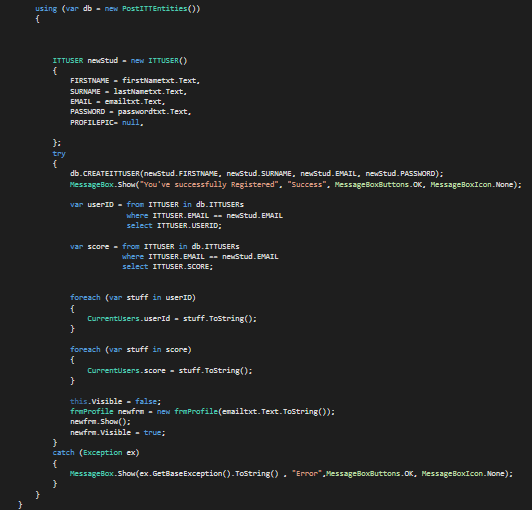 using (var db = new PostITTEntities())
{
ITTUSER newStud = new ITTUSER()
{
FIRSTNAME = firstNametxt.Text,
SURNAME = lastNametxt.Text,
EMAIL = emailtxt.Text,
PASSWORD = passwordtxt.Text,
PROFILEPIC= null,
};
try
{
db.CREATEITTUSER(newStud.FIRSTNAME, newStud.SURNAME, newStud.EMAIL, newStud.PASSWORD);
MessageBox.Show("You've successfully Registered", "Success", MessageBoxButtons.OK, MessageBoxIcon.None);
var userID = from ITTUSER in db.ITTUSERs
where ITTUSER.EMAIL == newStud.EMAIL
select ITTUSER.USERID;
var score = from ITTUSER in db.ITTUSERs
where ITTUSER.EMAIL == newStud.EMAIL
select ITTUSER.SCORE;
foreach (var stuff in userID)
{
CurrentUsers.userId = stuff.ToString();
}
foreach (var stuff in score)
{
CurrentUsers.score = stuff.ToString();
}
this.Visible = false;
frmProfile newfrm = new frmProfile(emailtxt.Text.ToString());
newfrm.Show();
newfrm.Visible = true;
}
catch (Exception ex)
{
MessageBox.Show(ex.GetBaseException().ToString() , "Error",MessageBoxButtons.OK, MessageBoxIcon.None);
}
}
}